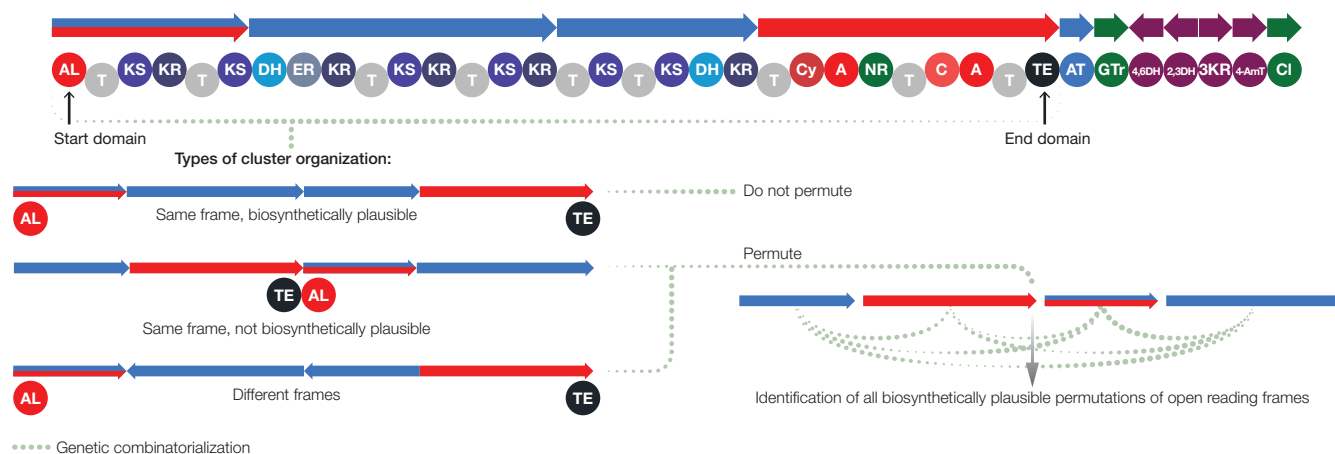 AL T KS KR T KS DH ER KR T KS KR T KS KR T KS T KS DH KR T Cy A NR T C A T TE AT GTr 4,6DH 2,3DH 3KR 4-AmT Cl
Start domain
End domain
Types of cluster organization:
AL
Same frame, biosynthetically plausible
TE
Do not permute
TE AL
Same frame, not biosynthetically plausible
Permute
AL
Different frames
TE
Identification of all biosynthetically plausible permutations of open reading frames
Genetic combinatorialization